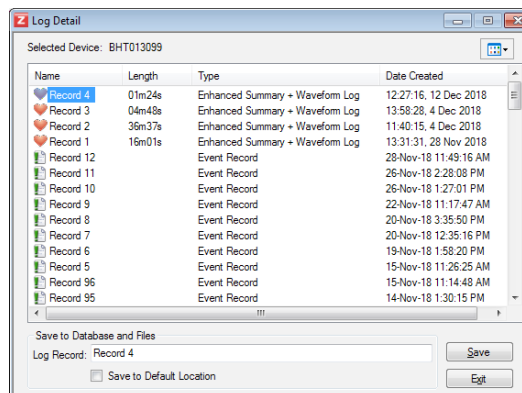 Z Log Detail
Selected Device: BHT013099
Name Length Type Date Created
Record 4 01m24s Enhanced Summary + Waveform Log 12:27:16, 12 Dec 2018
Record 3 04m48s Enhanced Summary + Waveform Log 13:58:28, 4 Dec 2018
Record 2 36m37s Enhanced Summary + Waveform Log 11:40:15, 4 Dec 2018
Record 1 16m01s Enhanced Summary + Waveform Log 13:31:31, 28 Nov 2018
Record 12 Event Record 28-Nov-18 11:49:16 AM
Record 11 Event Record 26-Nov-18 2:28:08 PM
Record 10 Event Record 26-Nov-18 1:27:01 PM
Record 9 Event Record 22-Nov-18 11:17:47 AM
Record 8 Event Record 20-Nov-18 3:35:50 PM
Record 7 Event Record 20-Nov-18 12:35:16 PM
Record 6 Event Record 19-Nov-18 1:58:20 PM
Record 5 Event Record 15-Nov-18 11:26:25 AM
Record 96 Event Record 15-Nov-18 11:14:48 AM
Record 95 Event Record 14-Nov-18 1:30:15 PM
Save to Database and Files
Log Record: Record 4 Save
Save to Default Location Exit